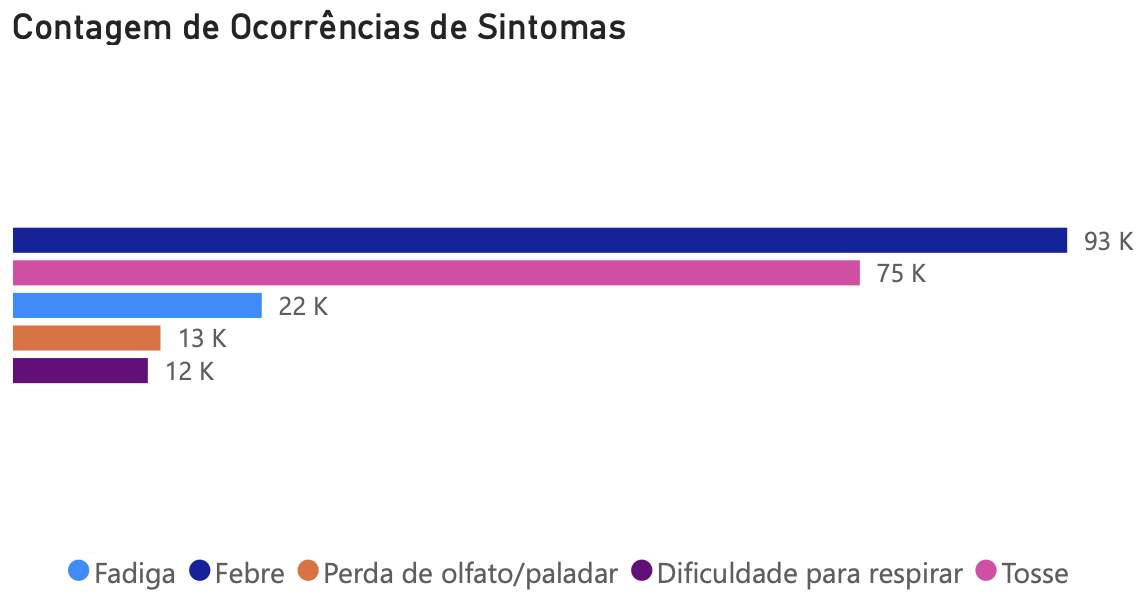 Contagem de Ocorrências de Sintomas
93 K
75 K
22 K
13 K
12 K
Fadiga Febre Perda de olfato/paladar Dificuldade para respirar Tosse